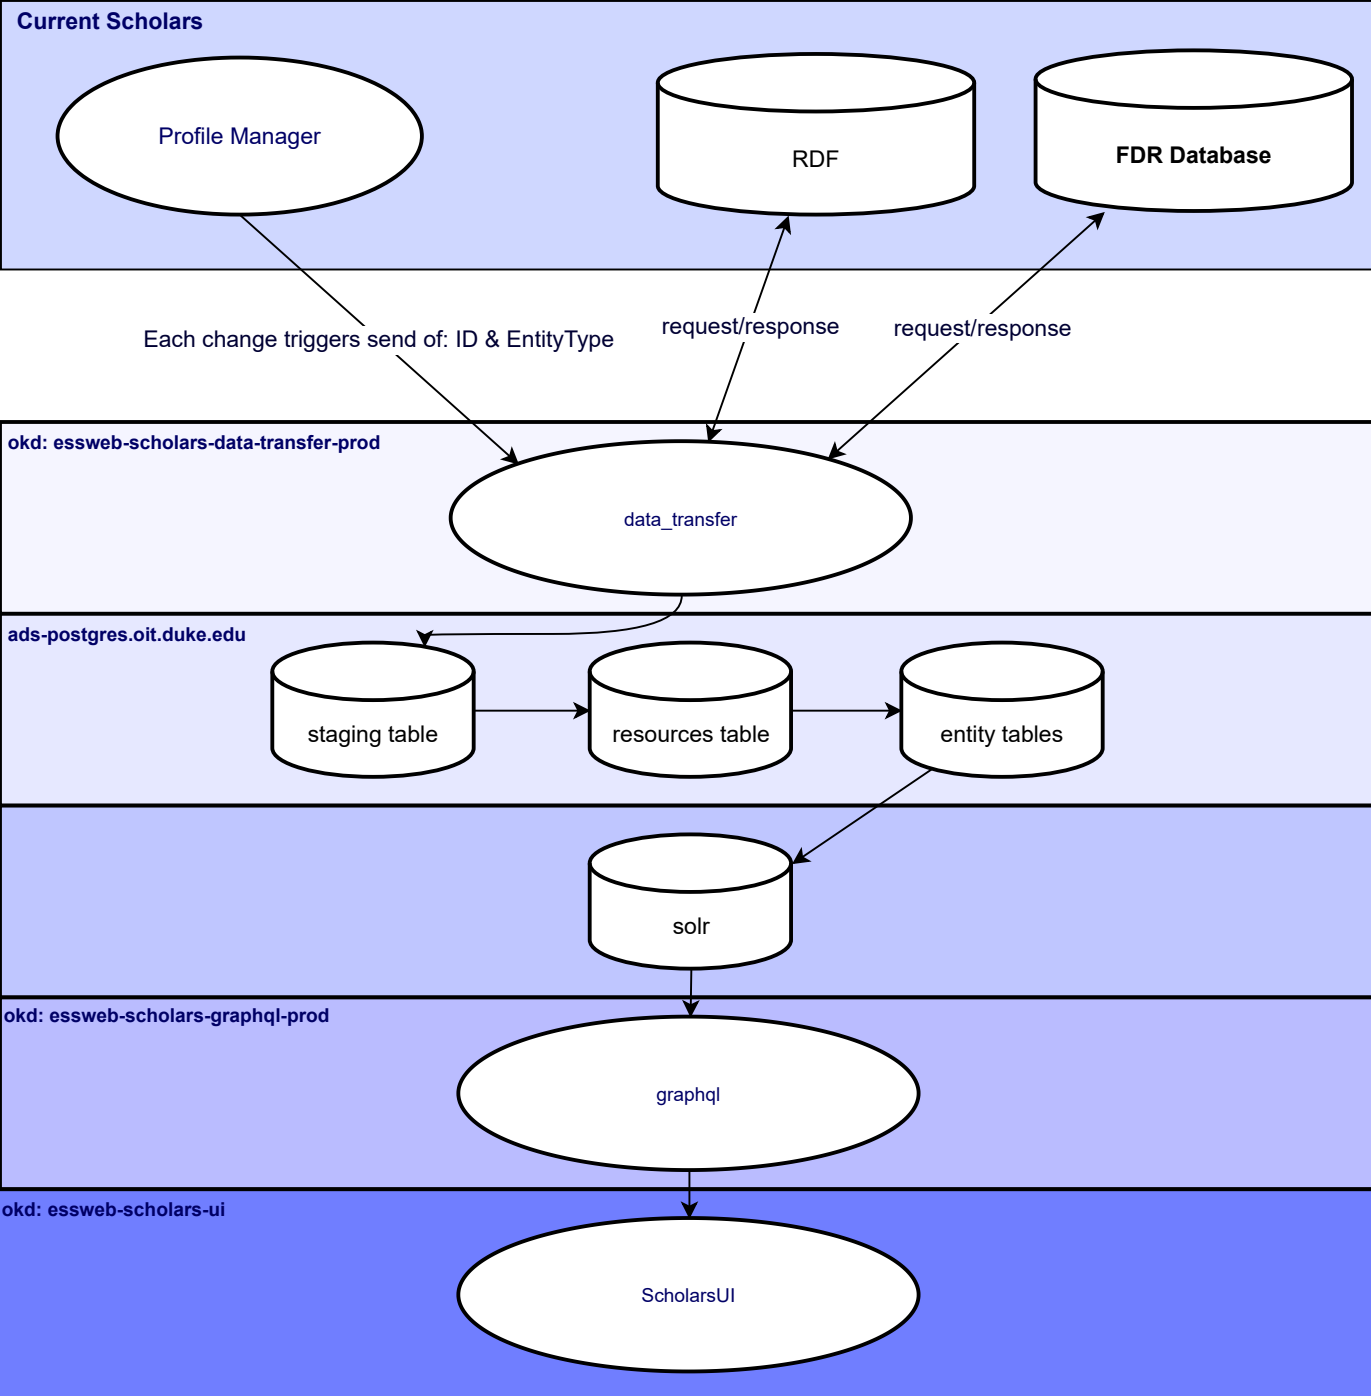 Current Scholars
Profile Manager
RDF
FDR Database
Each change triggers send of: ID & EntityType
request/response
request/response
okd: essweb-scholars-data-transfer-prod
data_transfer
ads-postgres.oit.duke.edu
staging table
resources table
entity tables
solr
okd: essweb-scholars-graphql-prod
graphql
okd: essweb-scholars-ui
ScholarsUI